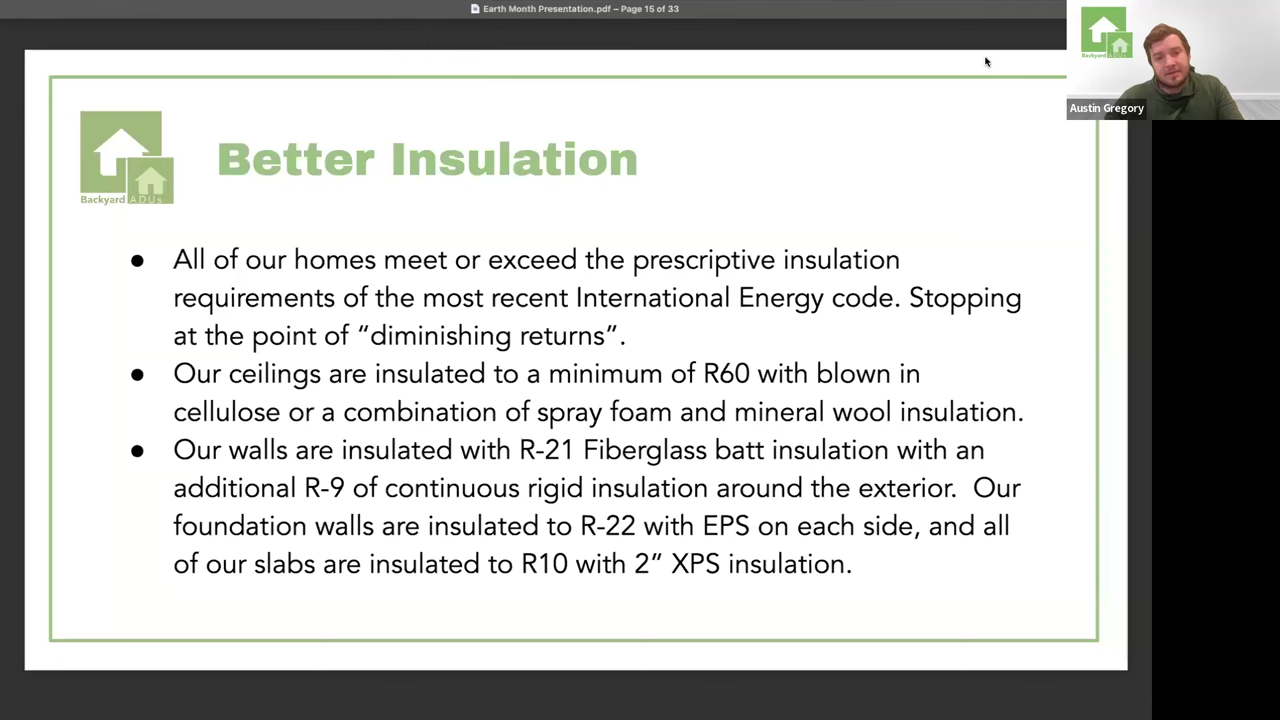 Earth Month Presentation.pdf – Page 15 of 33
Backyard ADUs
Austin Gregory
Backyard ADUs
Better Insulation
● All of our homes meet or exceed the prescriptive insulation
requirements of the most recent International Energy code. Stopping
at the point of “diminishing returns”.
● Our ceilings are insulated to a minimum of R60 with blown in
cellulose or a combination of spray foam and mineral wool insulation.
● Our walls are insulated with R-21 Fiberglass batt insulation with an
additional R-9 of continuous rigid insulation around the exterior.  Our
foundation walls are insulated to R-22 with EPS on each side, and all
of our slabs are insulated to R10 with 2” XPS insulation.